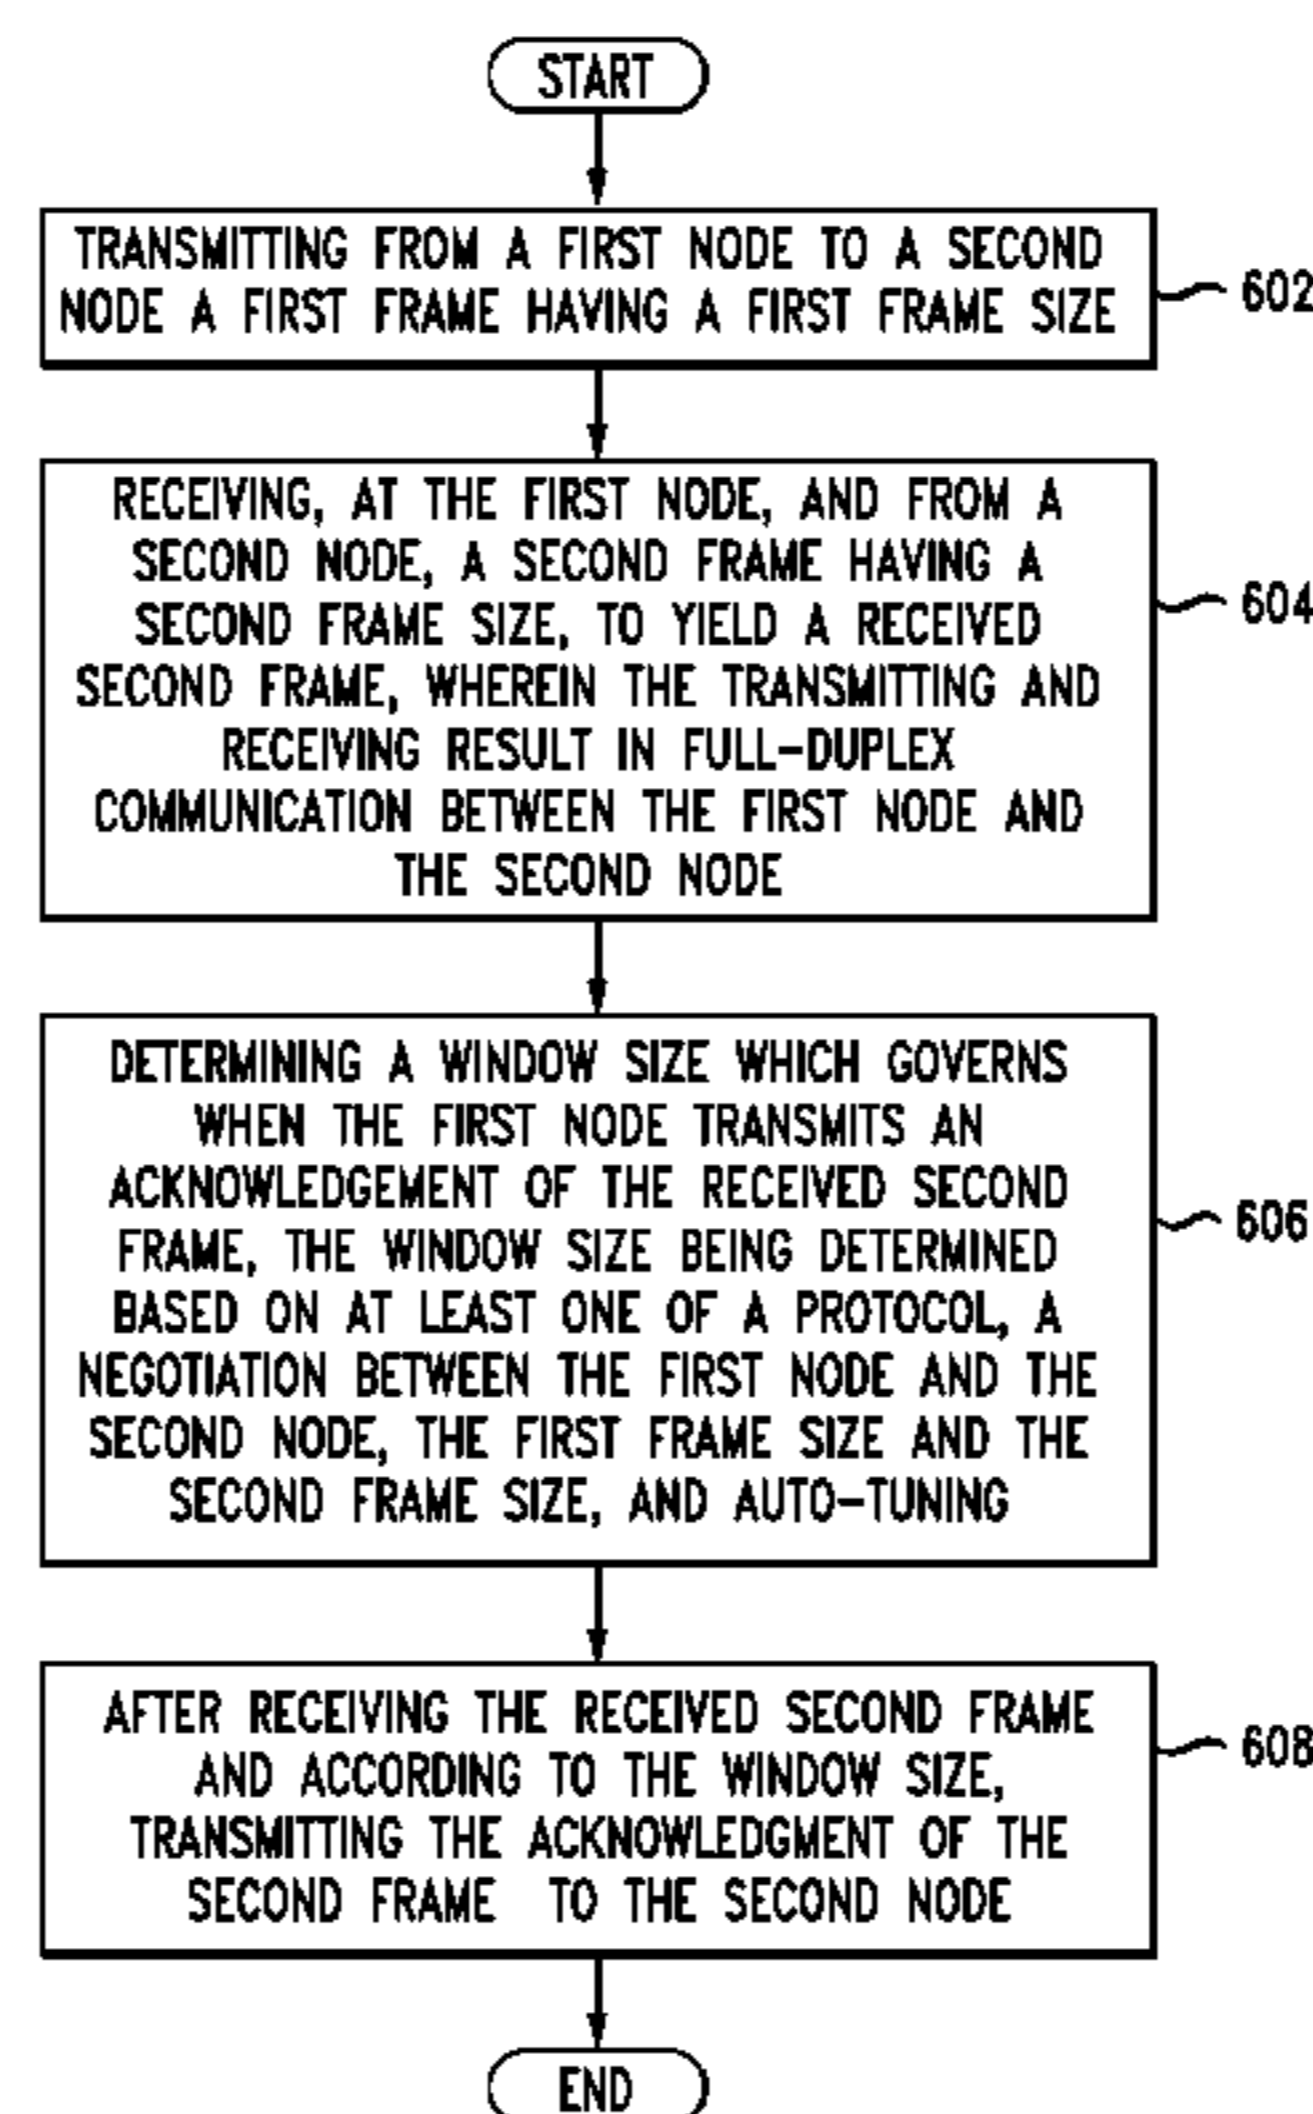 START
TRANSMITTING FROM A FIRST NODE TO A SECOND
NODE A FIRST FRAME HAVING A FIRST FRAME SIZE
602
RECEIVING, AT THE FIRST NODE, AND FROM A
SECOND NODE, A SECOND FRAME HAVING A
SECOND FRAME SIZE, TO YIELD A RECEIVED
SECOND FRAME, WHEREIN THE TRANSMITTING AND
RECEIVING RESULT IN FULL-DUPLEX
COMMUNICATION BETWEEN THE FIRST NODE AND
THE SECOND NODE
604
DETERMINING A WINDOW SIZE WHICH GOVERNS
WHEN THE FIRST NODE TRANSMITS AN
ACKNOWLEDGEMENT OF THE RECEIVED SECOND
FRAME, THE WINDOW SIZE BEING DETERMINED
BASED ON AT LEAST ONE OF A PROTOCOL, A
NEGOTIATION BETWEEN THE FIRST NODE AND THE
SECOND NODE, THE FIRST FRAME SIZE AND THE
SECOND FRAME SIZE, AND AUTO-TUNING
606
AFTER RECEIVING THE RECEIVED SECOND FRAME
AND ACCORDING TO THE WINDOW SIZE,
TRANSMITTING THE ACKNOWLEDGMENT OF THE
SECOND FRAME TO THE SECOND NODE
608
END